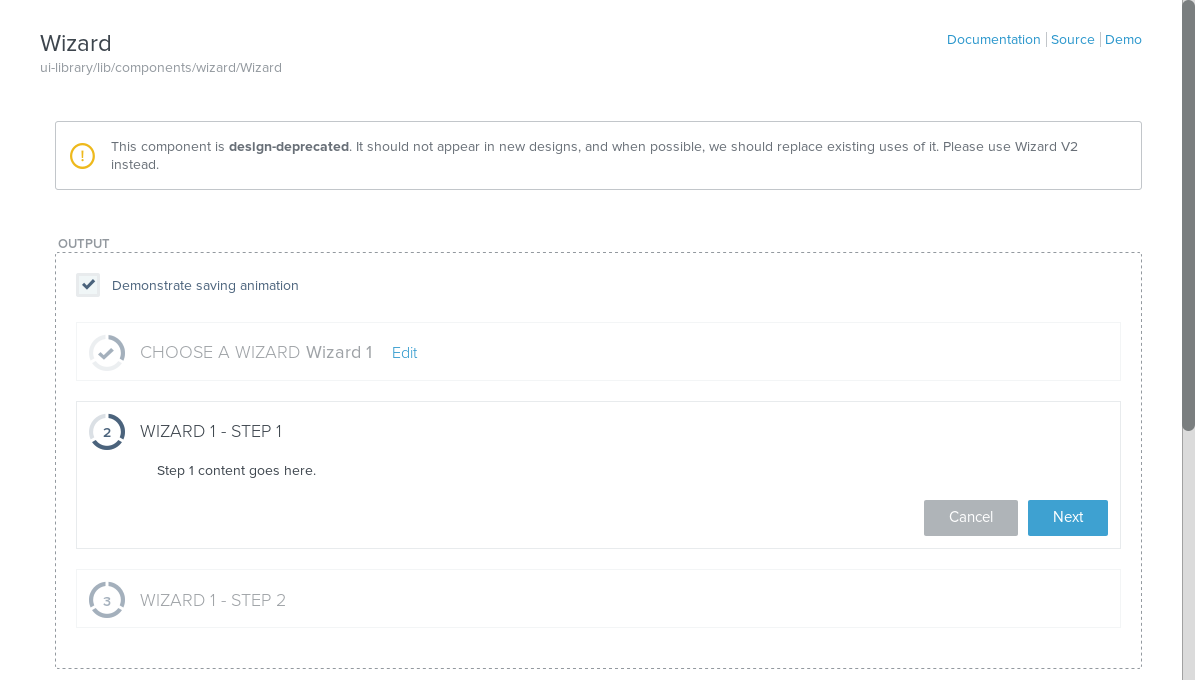 Wizard
Documentation Source Demo
ui-library/lib/components/wizard/Wizard
! This component is design-deprecated. It should not appear in new designs, and when possible, we should replace existing uses of it. Please use Wizard V2
instead.
OUTPUT
Demonstrate saving animation
CHOOSE A WIZARD Wizard 1 Edit
2 WIZARD 1 - STEP 1
Step 1 content goes here.
Cancel Next
3 WIZARD 1 - STEP 2